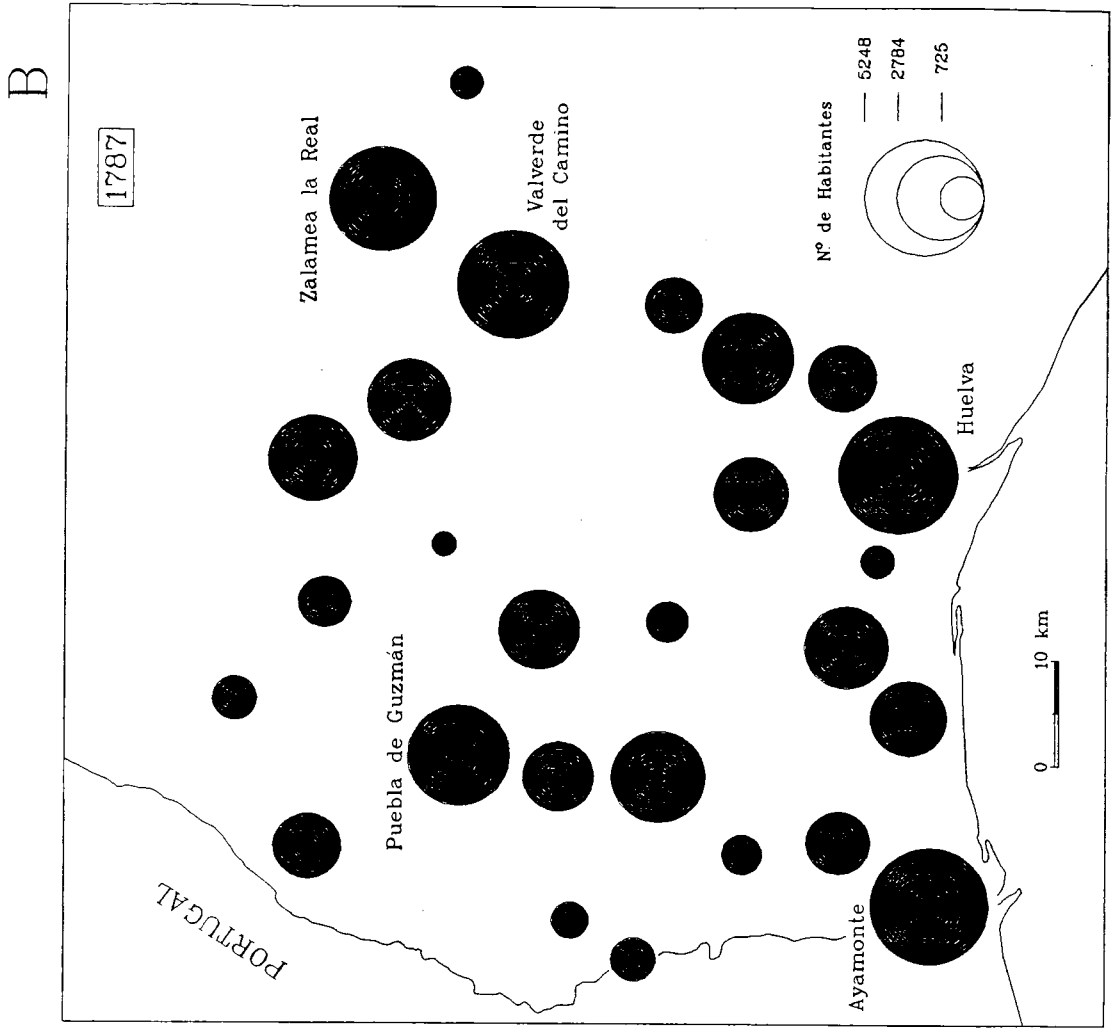 B
1787
Zalamea la Real
Valverde
del Camino
Puebla de Guzmán
PORTUGAL
Ayamonte
Huelva
Nº de Habitantes
5248
2784
725
0 10 km